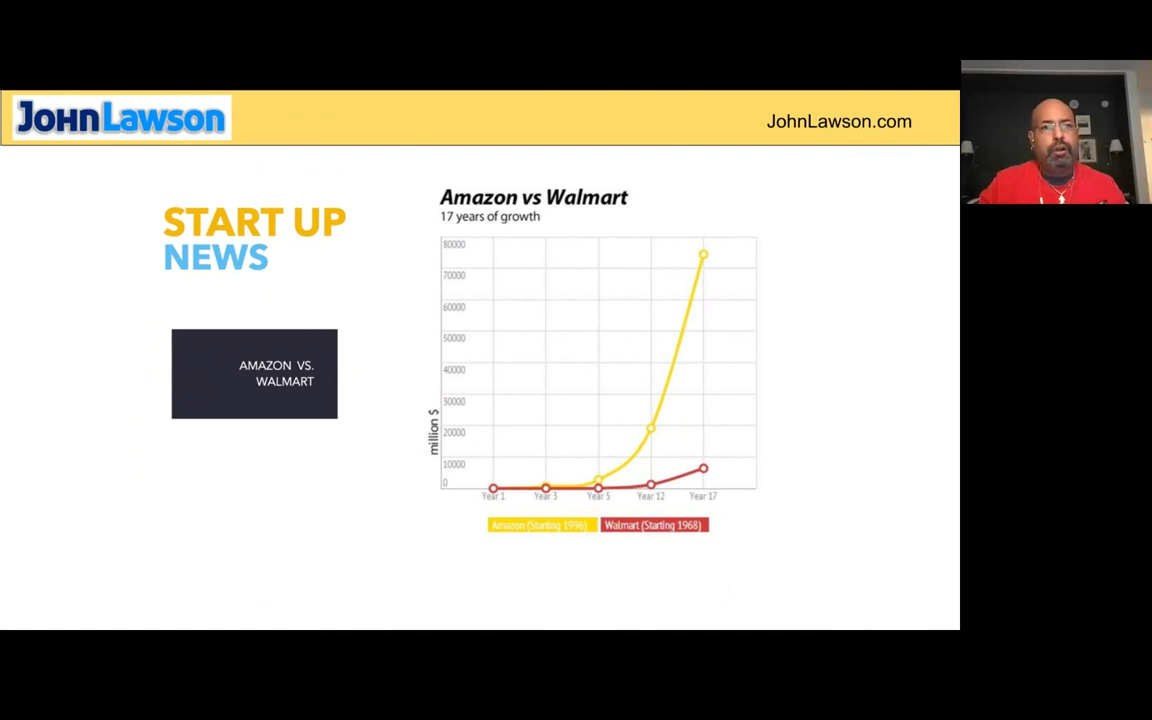 JohnLawson
JohnLawson.com
START UP
NEWS
AMAZON VS.
WALMART
Amazon vs Walmart
17 years of growth
80000
70000
60000
50000
40000
30000
20000
10000
0
million $
Year 1 Year 3 Year 5 Year 12 Year 17
Amazon (Starting 1996) Walmart (Starting 1968)